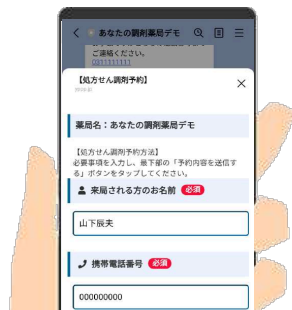 あなたの調剤薬局デモ
ご連絡ください。
【処方せん調剤予約】
薬局名：あなたの調剤薬局デモ
【処方せん調剤予約方法】
必要事項を入力し、最下部の「予約内容を送信す
る」ボタンをタップしてください。
来局される方のお名前 必須
山下辰夫
携帯電話番号 必須
000000000